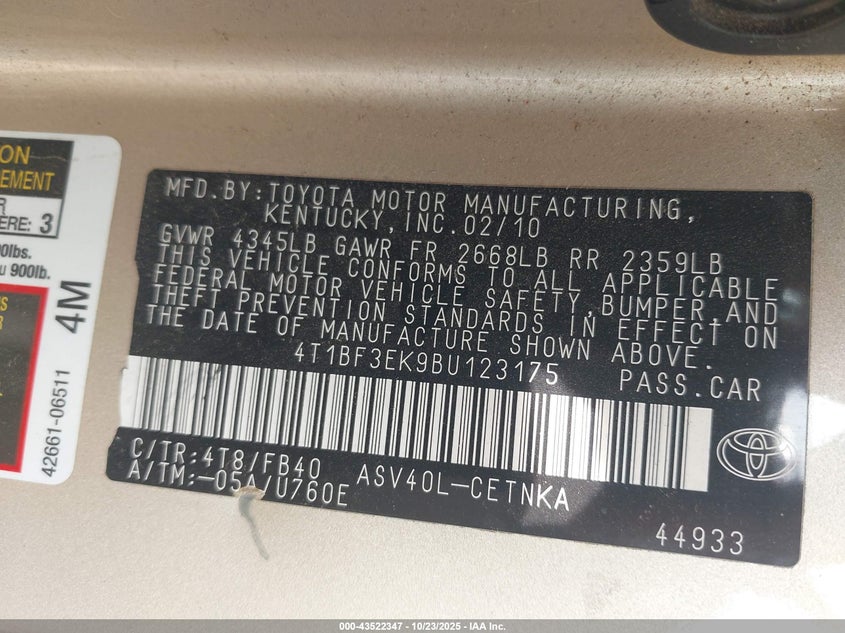 ON
EMENT
R
ERE: 3
00lbs.
u 900lb.
S
R
4M
42661-06511
MFD.BY:TOYOTA MOTOR MANUFACTURING,
KENTUCKY,INC.02/10
GVWR 4345LB GAWR FR 2668LB RR 2359LB
THIS VEHICLE CONFORMS TO ALL APPLICABLE
FEDERAL MOTOR VEHICLE SAFETY,BUMPER,AND
THEFT PREVENTION STANDARDS IN EFFECT ON
THE DATE OF MANUFACTURE SHOWN ABOVE.
4T1BF3EK9BU123175 PASS.CAR
C/TR:4T8/FB40 ASV40L-CETNKA
A/TM:-05A/U760E
44933
TOYOTA
000-43522347 - 10/23/2025 - IAA Inc.